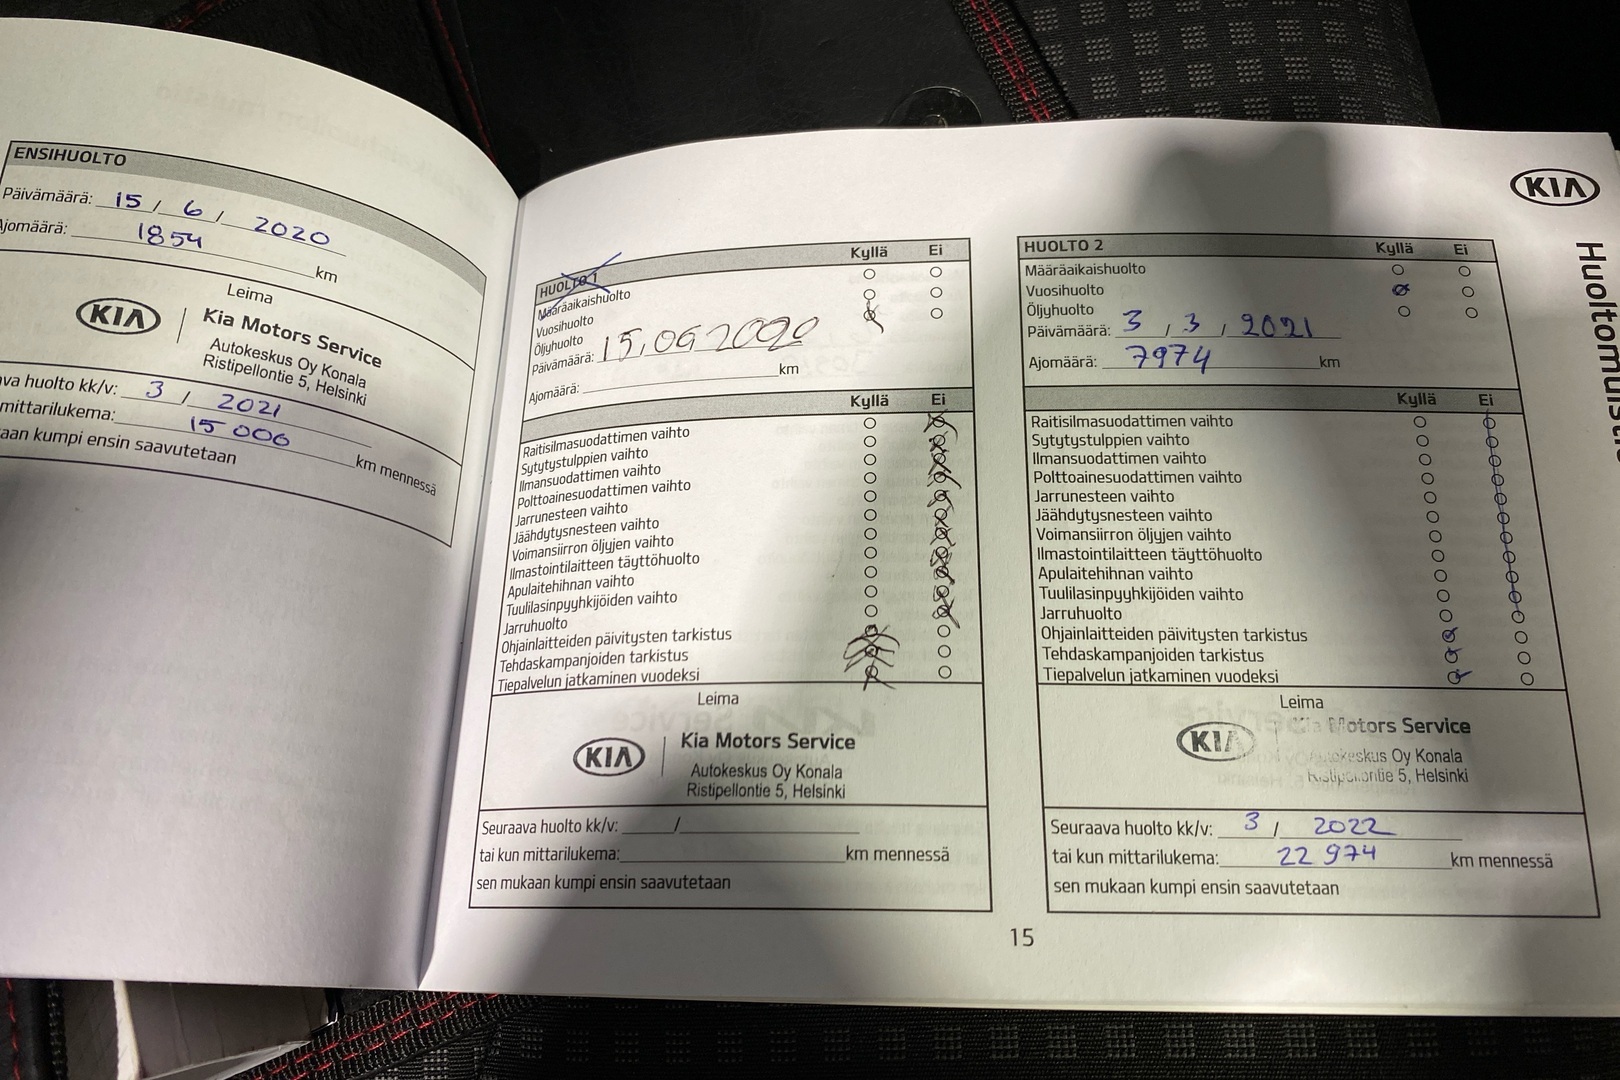 ENSIHUOLTO
Päivämäärä: 15 / 6 / 2020
Ajomäärä: 1854 km
Leima
KIA Kia Motors Service
Autokeskus Oy Konala
Ristipellontie 5, Helsinki
va huolto kk/v: 3 / 2021
mittarilukema: 15 000 km mennessä
aan kumpi ensin saavutetaan
HUOLTO 1 Kyllä Ei
Määräaikaishuolto
Vuosihuolto
Öljyhuolto
Päivämäärä: 15.06 2020
Ajomäärä: km
Kyllä Ei
Raitisilmasuodattimen vaihto
Sytytystulppien vaihto
Ilmansuodattimen vaihto
Polttoainesuodattimen vaihto
Jarrunesteen vaihto
Jäähdytysnesteen vaihto
Voimansiirron öljyjen vaihto
Ilmastointilaitteen täyttöhuolto
Apulaitehihnan vaihto
Tuulilasinpyyhkijöiden vaihto
Jarruhuolto
Ohjainlaitteiden päivitysten tarkistus
Tehdaskampanjoiden tarkistus
Tiepalvelun jatkaminen vuodeksi
Leima
KIA Kia Motors Service
Autokeskus Oy Konala
Ristipellontie 5, Helsinki
Seuraava huolto kk/v: /
tai kun mittarilukema: km mennessä
sen mukaan kumpi ensin saavutetaan
KIA
HUOLTO 2 Kyllä Ei
Määräaikaishuolto
Vuosihuolto
Öljyhuolto
Päivämäärä: 3 / 3 / 2021
Ajomäärä: 7974 km
Kyllä Ei
Raitisilmasuodattimen vaihto
Sytytystulppien vaihto
Ilmansuodattimen vaihto
Polttoainesuodattimen vaihto
Jarrunesteen vaihto
Jäähdytysnesteen vaihto
Voimansiirron öljyjen vaihto
Ilmastointilaitteen täyttöhuolto
Apulaitehihnan vaihto
Tuulilasinpyyhkijöiden vaihto
Jarruhuolto
Ohjainlaitteiden päivitysten tarkistus
Tehdaskampanjoiden tarkistus
Tiepalvelun jatkaminen vuodeksi
Leima
KIA Kia Motors Service
Autokeskus Oy Konala
Ristipellontie 5, Helsinki
Seuraava huolto kk/v: 3 / 2022
tai kun mittarilukema: 22 974 km mennessä
sen mukaan kumpi ensin saavutetaan
15
Huoltomuisti